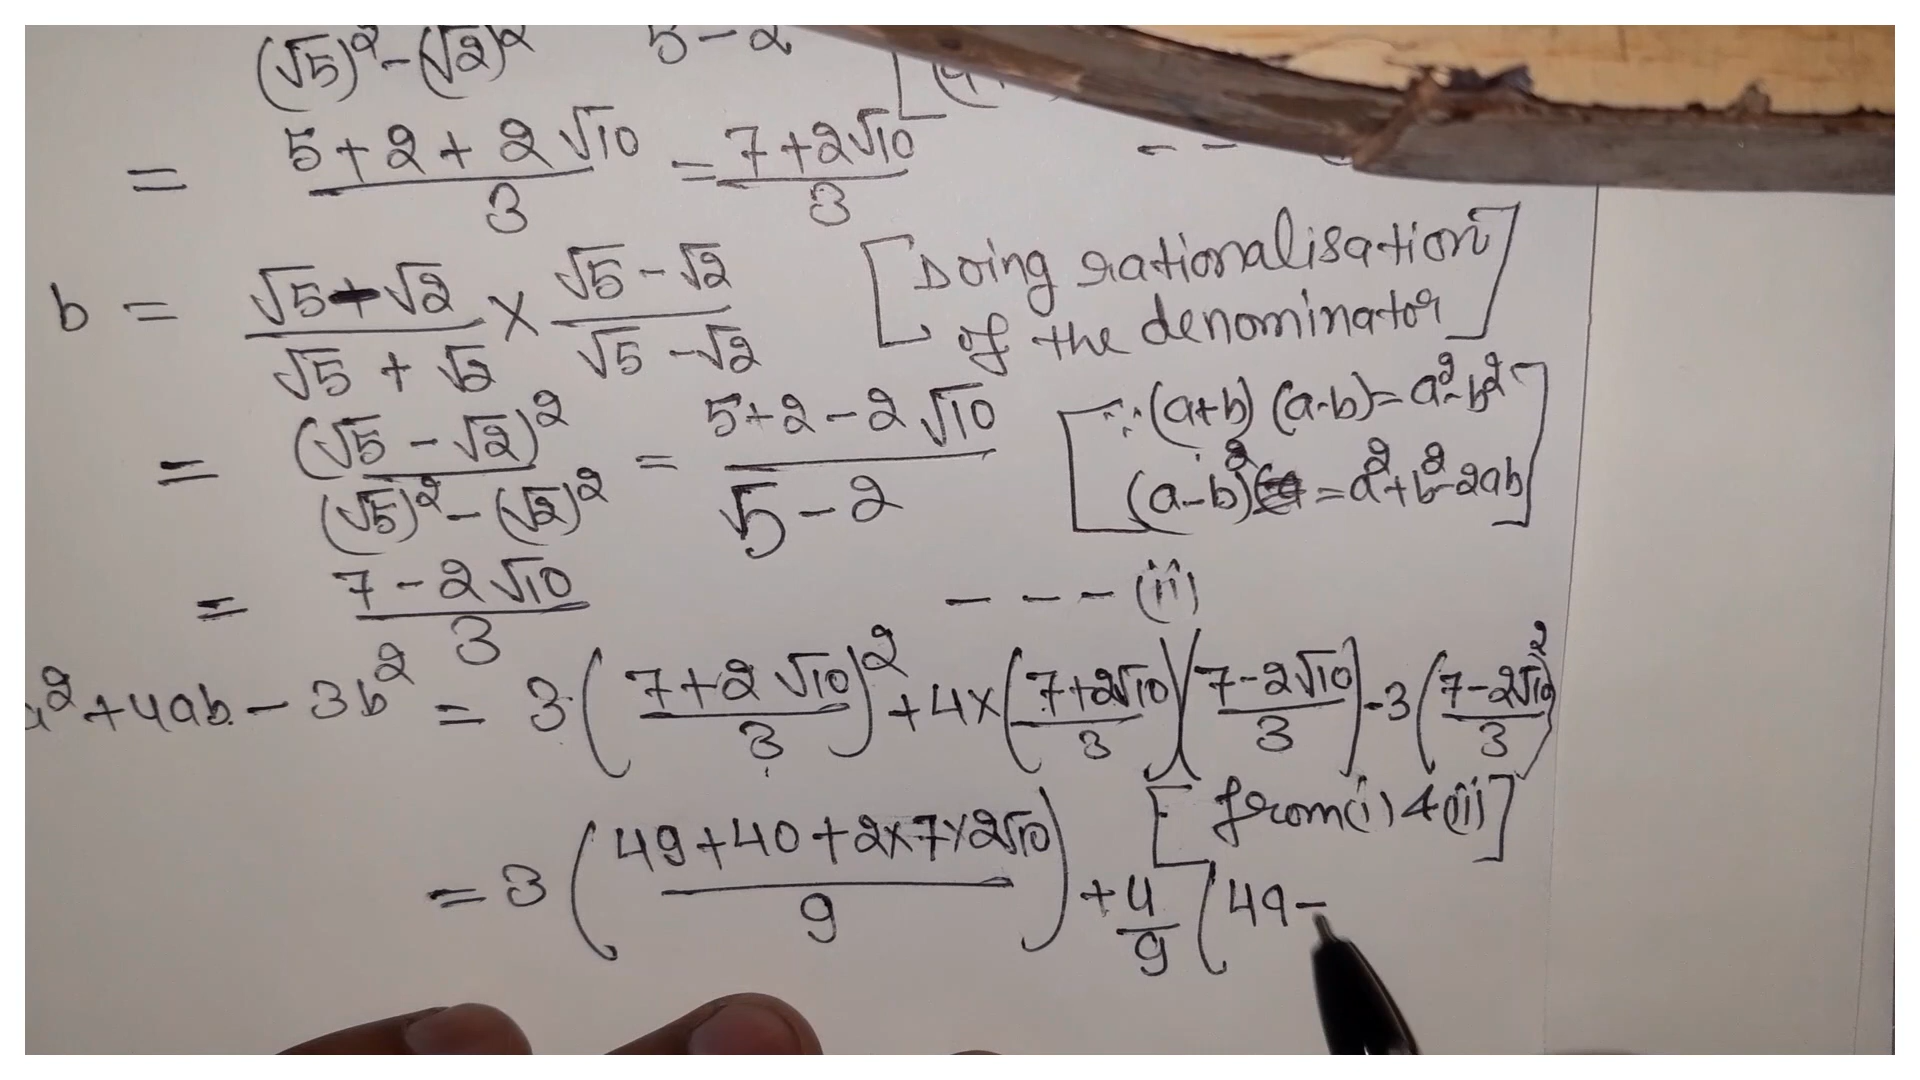 (√5)²-(√2)² 5-2
= 5+2+2√10/3 = 7+2√10/3 - -
b = √5-√2/√5+√2 × √5-√2/√5-√2 [Doing rationalisation
of the denominator]
= (√5-√2)²/(√5)²-(√2)² = 5+2-2√10/√5-2 [∵(a+b)(a-b)=a²-b²
(a-b)²=a²+b²-2ab]
= 7-2√10/3 - - - (ii)
²+4ab-3b² = 3(7+2√10/3)²+4×(7+2√10/3)(7-2√10/3)-3(7-2√10/3)²
[from (i) & (ii)]
= 3(49+40+2×7×2√10/9)+4/9(49-